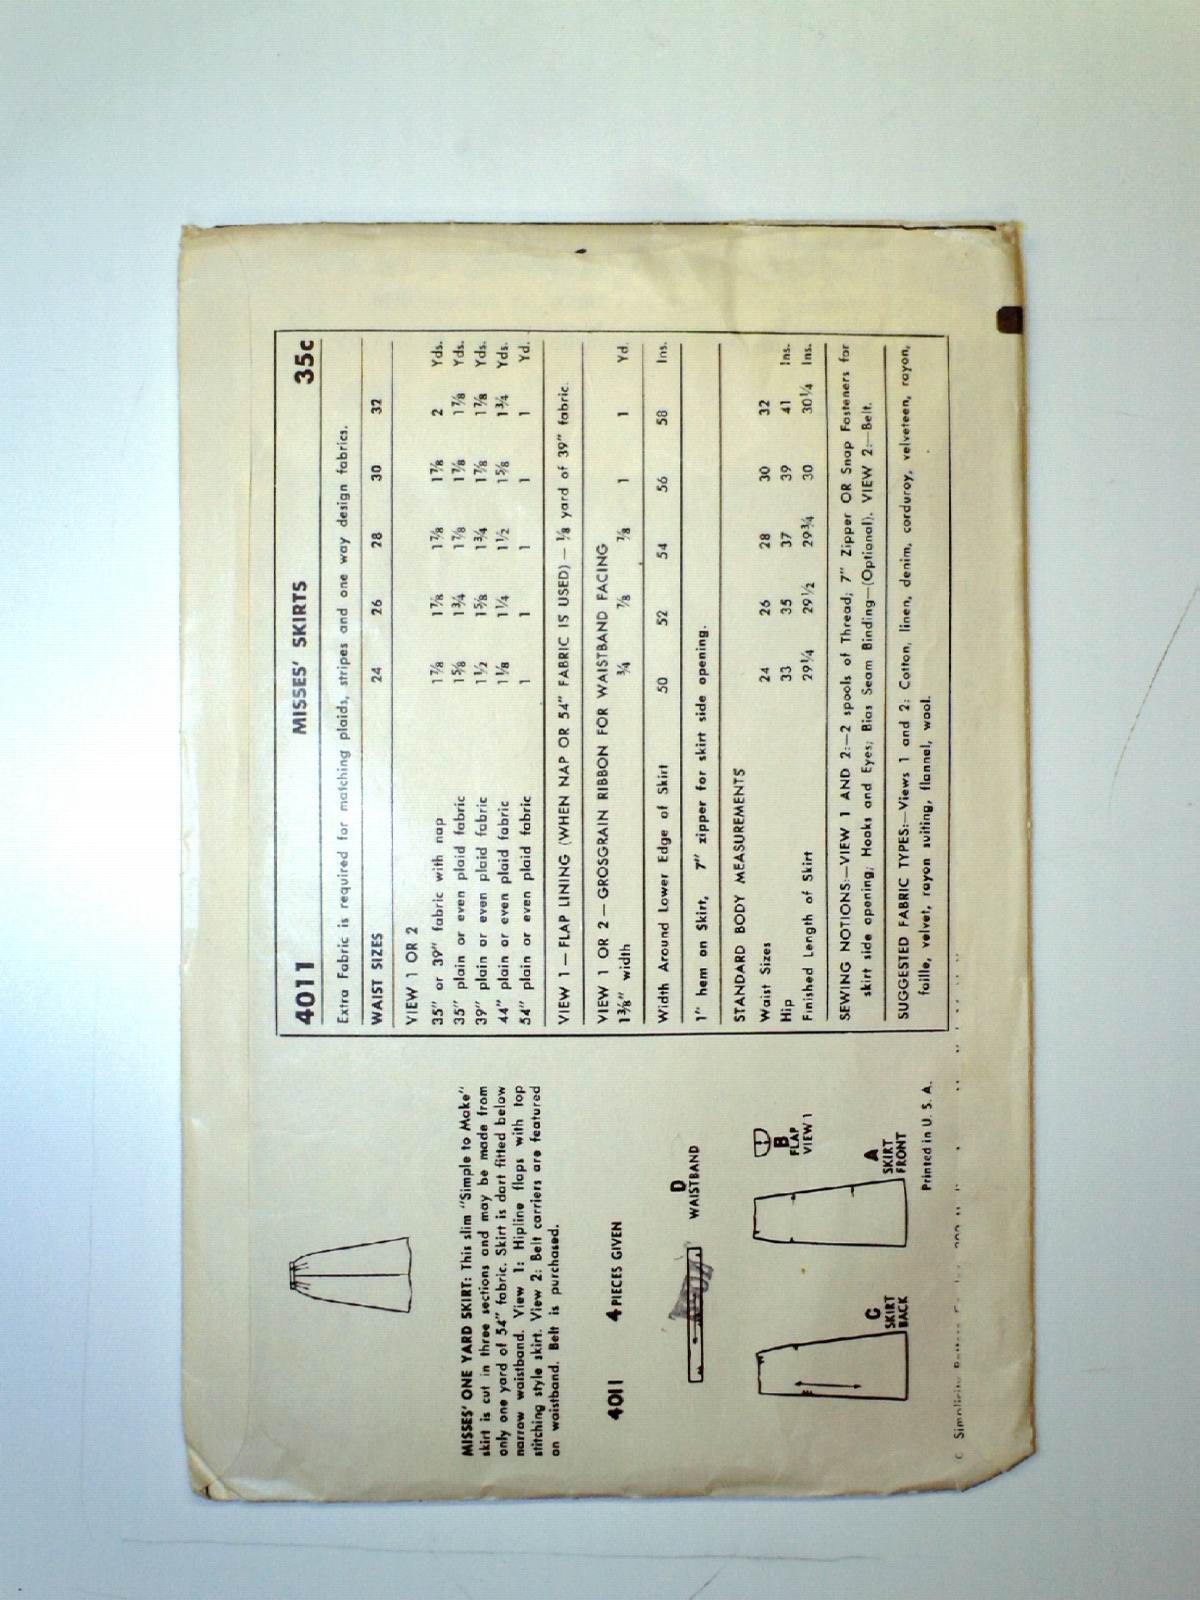 4011 MISSES' SKIRTS 35c
Extra Fabric is required for matching plaids, stripes and one way design fabrics.
WAIST SIZES 24 26 28 30 32
VIEW 1 OR 2
35" or 39" fabric with nap 1⅞ 1⅞ 1⅞ 1⅞ 2 Yds.
35" plain or even plaid fabric 1⅝ 1¾ 1⅞ 1⅞ 1⅞ Yds.
39" plain or even plaid fabric 1½ 1⅝ 1¾ 1⅞ 1⅞ Yds.
44" plain or even plaid fabric 1⅛ 1¼ 1½ 1⅝ 1¾ Yds.
54" plain or even plaid fabric 1 1 1 1 1 Yd.
VIEW 1 — FLAP LINING (WHEN NAP OR 54" FABRIC IS USED) — ⅛ yard of 39" fabric.
VIEW 1 OR 2 — GROSGRAIN RIBBON FOR WAISTBAND FACING
1⅜" width ¾ ⅞ ⅞ 1 1 Yd.
Width Around Lower Edge of Skirt 50 52 54 56 58 Ins.
1" hem on Skirt, 7" zipper for skirt side opening.
STANDARD BODY MEASUREMENTS
Waist Sizes 24 26 28 30 32
Hip 33 35 37 39 41 Ins.
Finished Length of Skirt 29¼ 29½ 29¾ 30 30¼ Ins.
SEWING NOTIONS:—VIEW 1 AND 2:—2 spools of Thread; 7" Zipper OR Snap Fasteners for
skirt side opening; Hooks and Eyes; Bias Seam Binding—(Optional). VIEW 2:—Belt.
SUGGESTED FABRIC TYPES:—Views 1 and 2: Cotton, linen, denim, corduroy, velveteen, rayon,
faille, velvet, rayon suiting, flannel, wool.
MISSES' ONE YARD SKIRT: This slim "Simple to Make"
skirt is cut in three sections and may be made from
only one yard of 54" fabric. Skirt is dart fitted below
narrow waistband. View 1: Hipline flaps with top
stitching style skirt. View 2: Belt carriers are featured
on waistband. Belt is purchased.
4011 4 PIECES GIVEN
D
WAISTBAND
B
FLAP
VIEW 1
C
SKIRT
BACK
A
SKIRT
FRONT
Printed in U. S. A.
C Simplicity